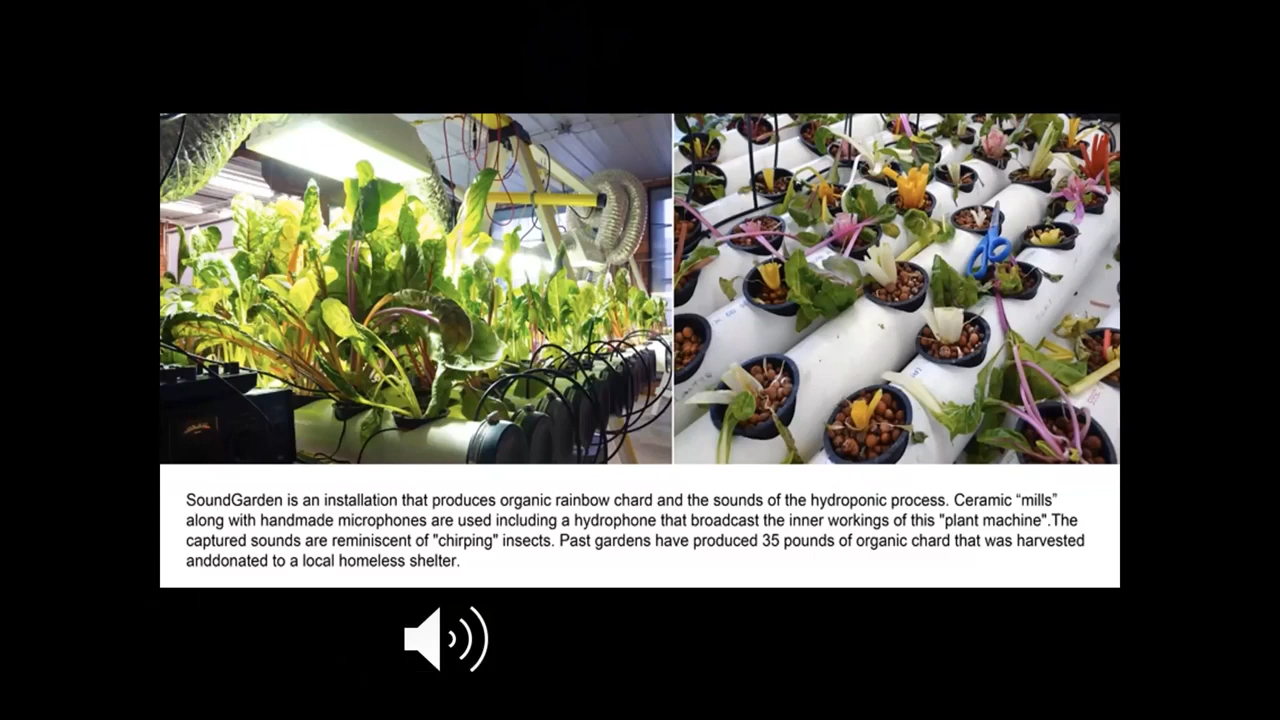 SoundGarden is an installation that produces organic rainbow chard and the sounds of the hydroponic process. Ceramic “mills”
along with handmade microphones are used including a hydrophone that broadcast the inner workings of this "plant machine".The
captured sounds are reminiscent of "chirping" insects. Past gardens have produced 35 pounds of organic chard that was harvested
anddonated to a local homeless shelter.